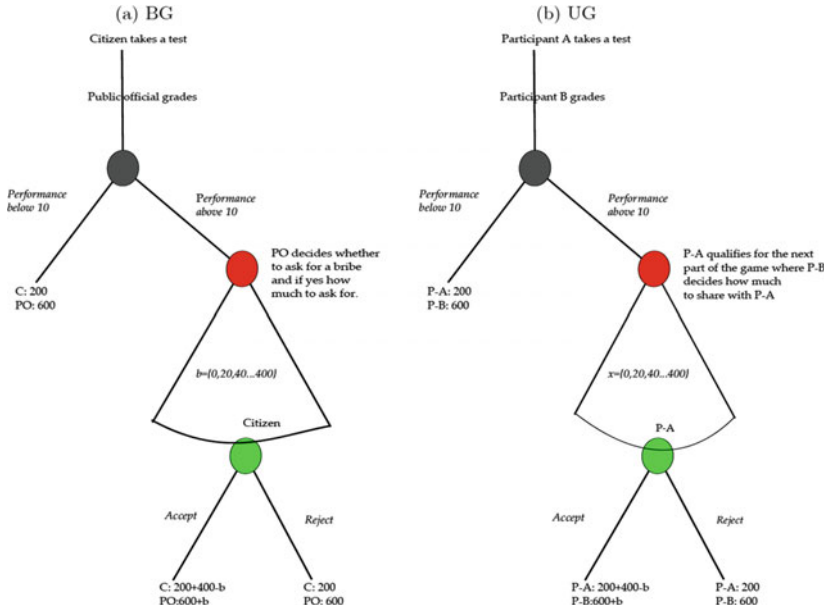 (a) BG
Citizen takes a test
Public official grades
Performance
below 10
Performance
above 10
PO decides whether
to ask for a bribe
and if yes how
much to ask for.
C: 200
PO: 600
b={0,20,40...400}
Citizen
Accept
Reject
C: 200+400-b
PO:600+b
C: 200
PO: 600
(b) UG
Participant A takes a test
Participant B grades
Performance
below 10
Performance
above 10
P-A qualifies for the next
part of the game where P-B
decides how much
to share with P-A
P-A: 200
P-B: 600
x={0,20,40...400}
P-A
Accept
Reject
P-A: 200+400-b
P-B:600+b
P-A: 200
P-B: 600